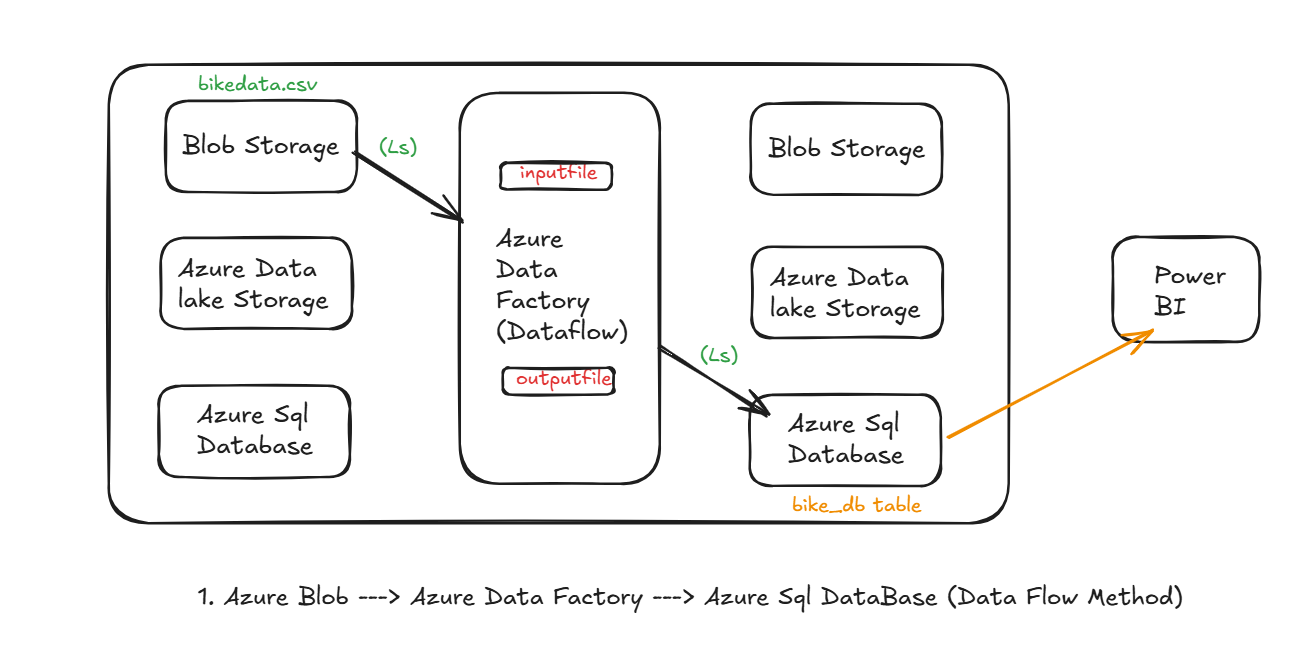 bikedata.csv
Blob Storage
(Ls)
Azure Data
lake Storage
Azure Sql
Database
inputfile
Azure
Data
Factory
(Dataflow)
outputfile
(Ls)
Blob Storage
Azure Data
lake Storage
Azure Sql
Database
bike_db table
Power
BI
1. Azure Blob ---> Azure Data Factory ---> Azure Sql DataBase (Data Flow Method)